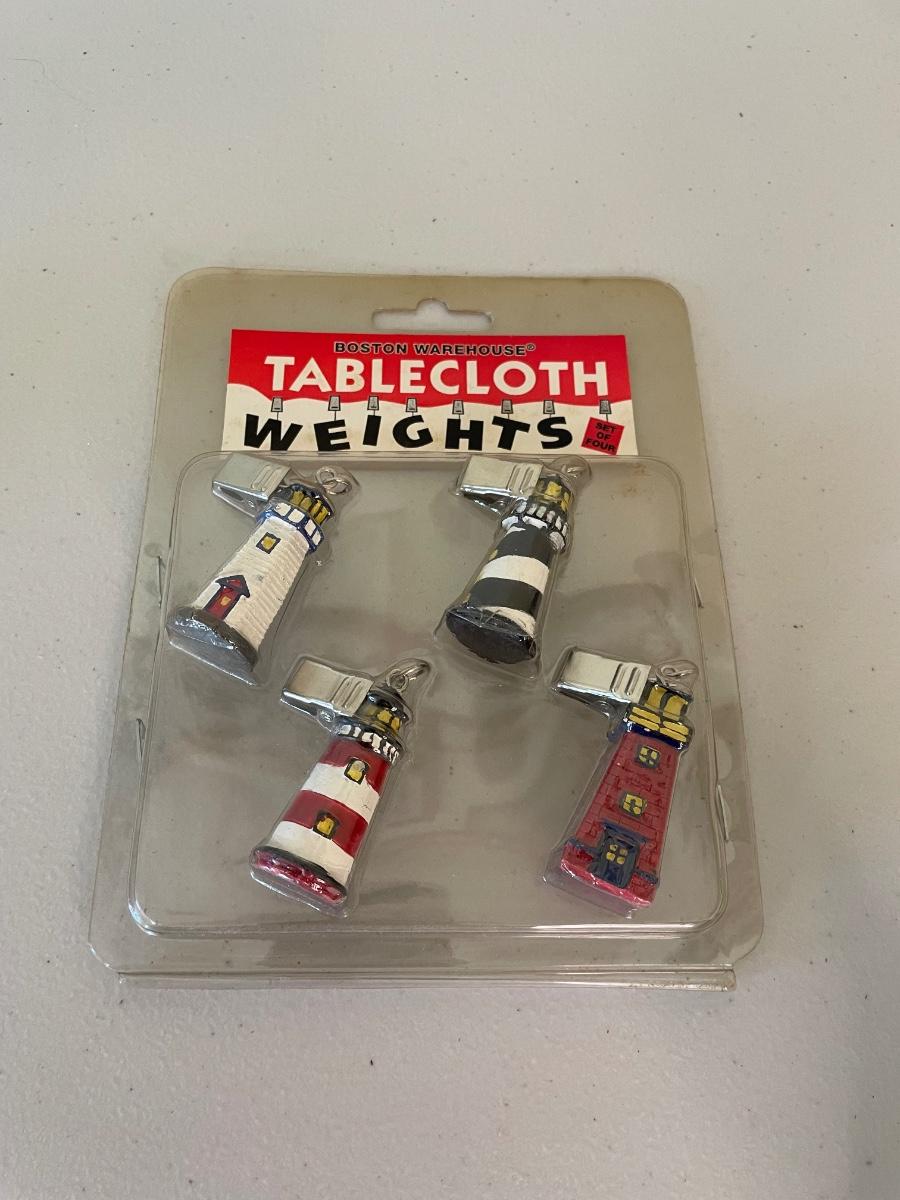 BOSTON WAREHOUSE®
TABLECLOTH
WEIGHTS
SET
OF
FOUR